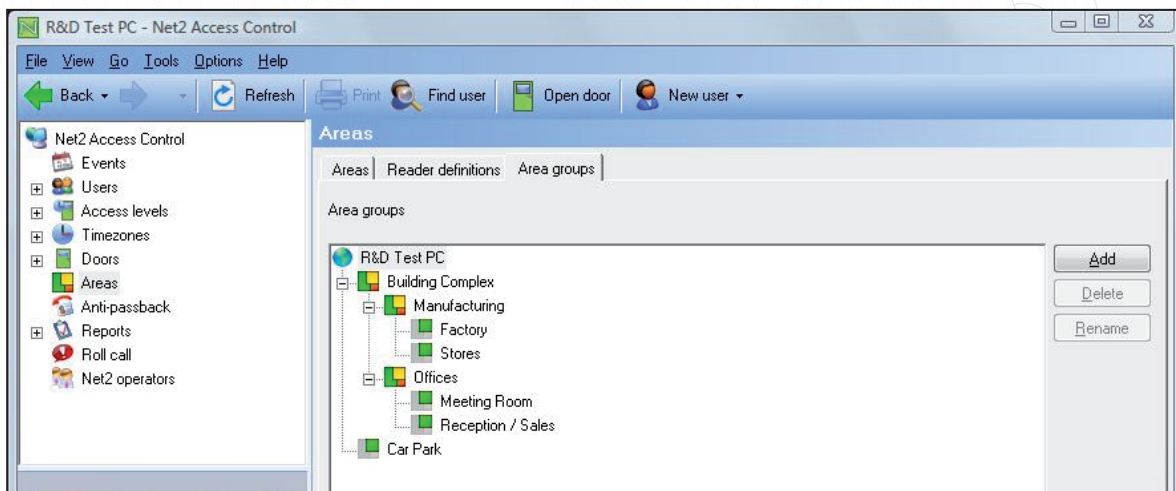 R&D Test PC - Net2 Access Control
File View Go Tools Options Help
Back Refresh Print Find user Open door New user
Net2 Access Control
Events
Users
Access levels
Timezones
Doors
Areas
Anti-passback
Reports
Roll call
Net2 operators
Areas
Areas Reader definitions Area groups
Area groups
R&D Test PC
Building Complex
Manufacturing
Factory
Stores
Offices
Meeting Room
Reception / Sales
Car Park
Add
Delete
Rename